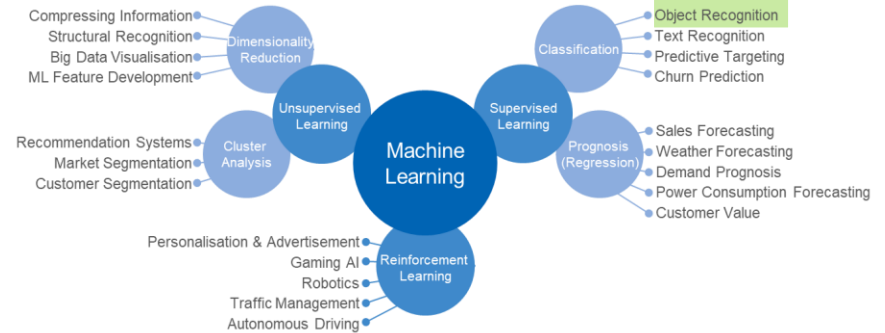 Compressing Information
Structural Recognition
Big Data Visualisation
ML Feature Development
Dimensionality
Reduction
Unsupervised
Learning
Recommendation Systems
Market Segmentation
Customer Segmentation
Cluster
Analysis
Machine
Learning
Supervised
Learning
Classification
Object Recognition
Text Recognition
Predictive Targeting
Churn Prediction
Prognosis
(Regression)
Sales Forecasting
Weather Forecasting
Demand Prognosis
Power Consumption Forecasting
Customer Value
Personalisation & Advertisement
Gaming AI
Robotics
Traffic Management
Autonomous Driving
Reinforcement
Learning